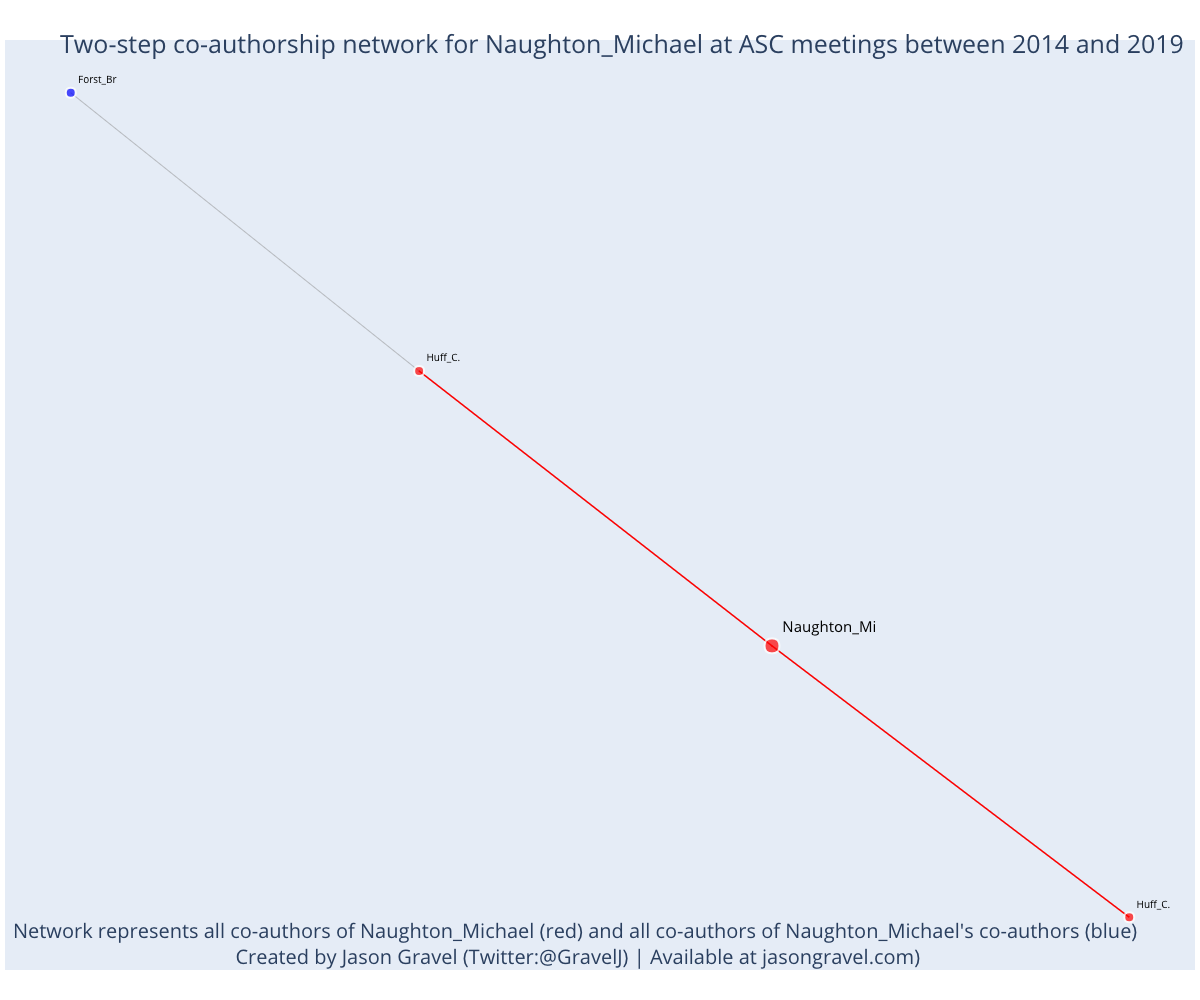 Two-step co-authorship network for Naughton_Michael at ASC meetings between 2014 and 2019
Forst_Br
Huff_C.
Naughton_Mi
Huff_C.
Network represents all co-authors of Naughton_Michael (red) and all co-authors of Naughton_Michael's co-authors (blue)
Created by Jason Gravel (Twitter:@GravelJ) | Available at jasongravel.com)